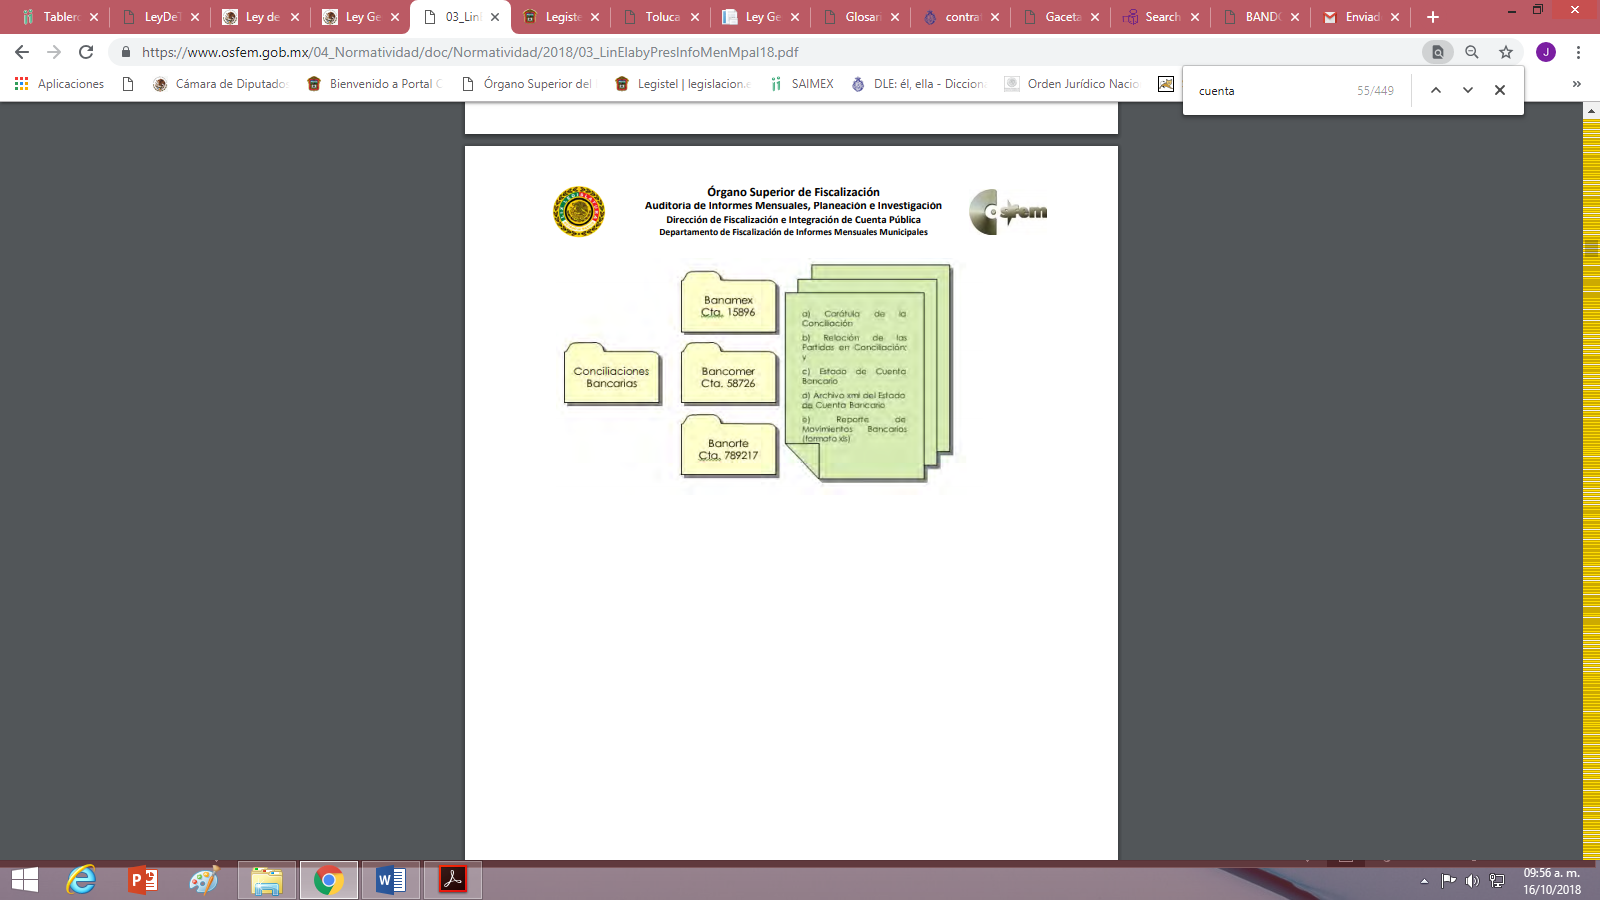 Tablero
LeyDeT
Ley de
Ley Ge
03_Lin
Legiste
Toluca
Ley Ge
Glosari
contra
Gaceta
Search
BANDO
Enviad
https://www.osfem.gob.mx/04_Normatividad/doc/Normatividad/2018/03_LinElabyPresInfoMenMpal18.pdf
J
Aplicaciones
Cámara de Diputados
Bienvenido a Portal C
Órgano Superior del
Legistel | legislacion.e
SAIMEX
DLE: él, ella - Diccion
Orden Jurídico Nacio
»
cuenta
55/449
Órgano Superior de Fiscalización
Auditoría de Informes Mensuales, Planeación e Investigación
Dirección de Fiscalización e Integración de Cuenta Pública
Departamento de Fiscalización de Informes Mensuales Municipales
osfem
Banamex
Cta. 15896
Conciliaciones
Bancarias
Bancomer
Cta. 58726
Banorte
Cta. 789217
a) Carátula de la
Conciliación
b) Relación de las
Partidas en Conciliación;
y
c) Estado de Cuenta
Bancario
d) Archivo xml del Estado
de Cuenta Bancario
e) Reporte de
Movimientos Bancarios
(formato xls)
09:56 a. m.
16/10/2018